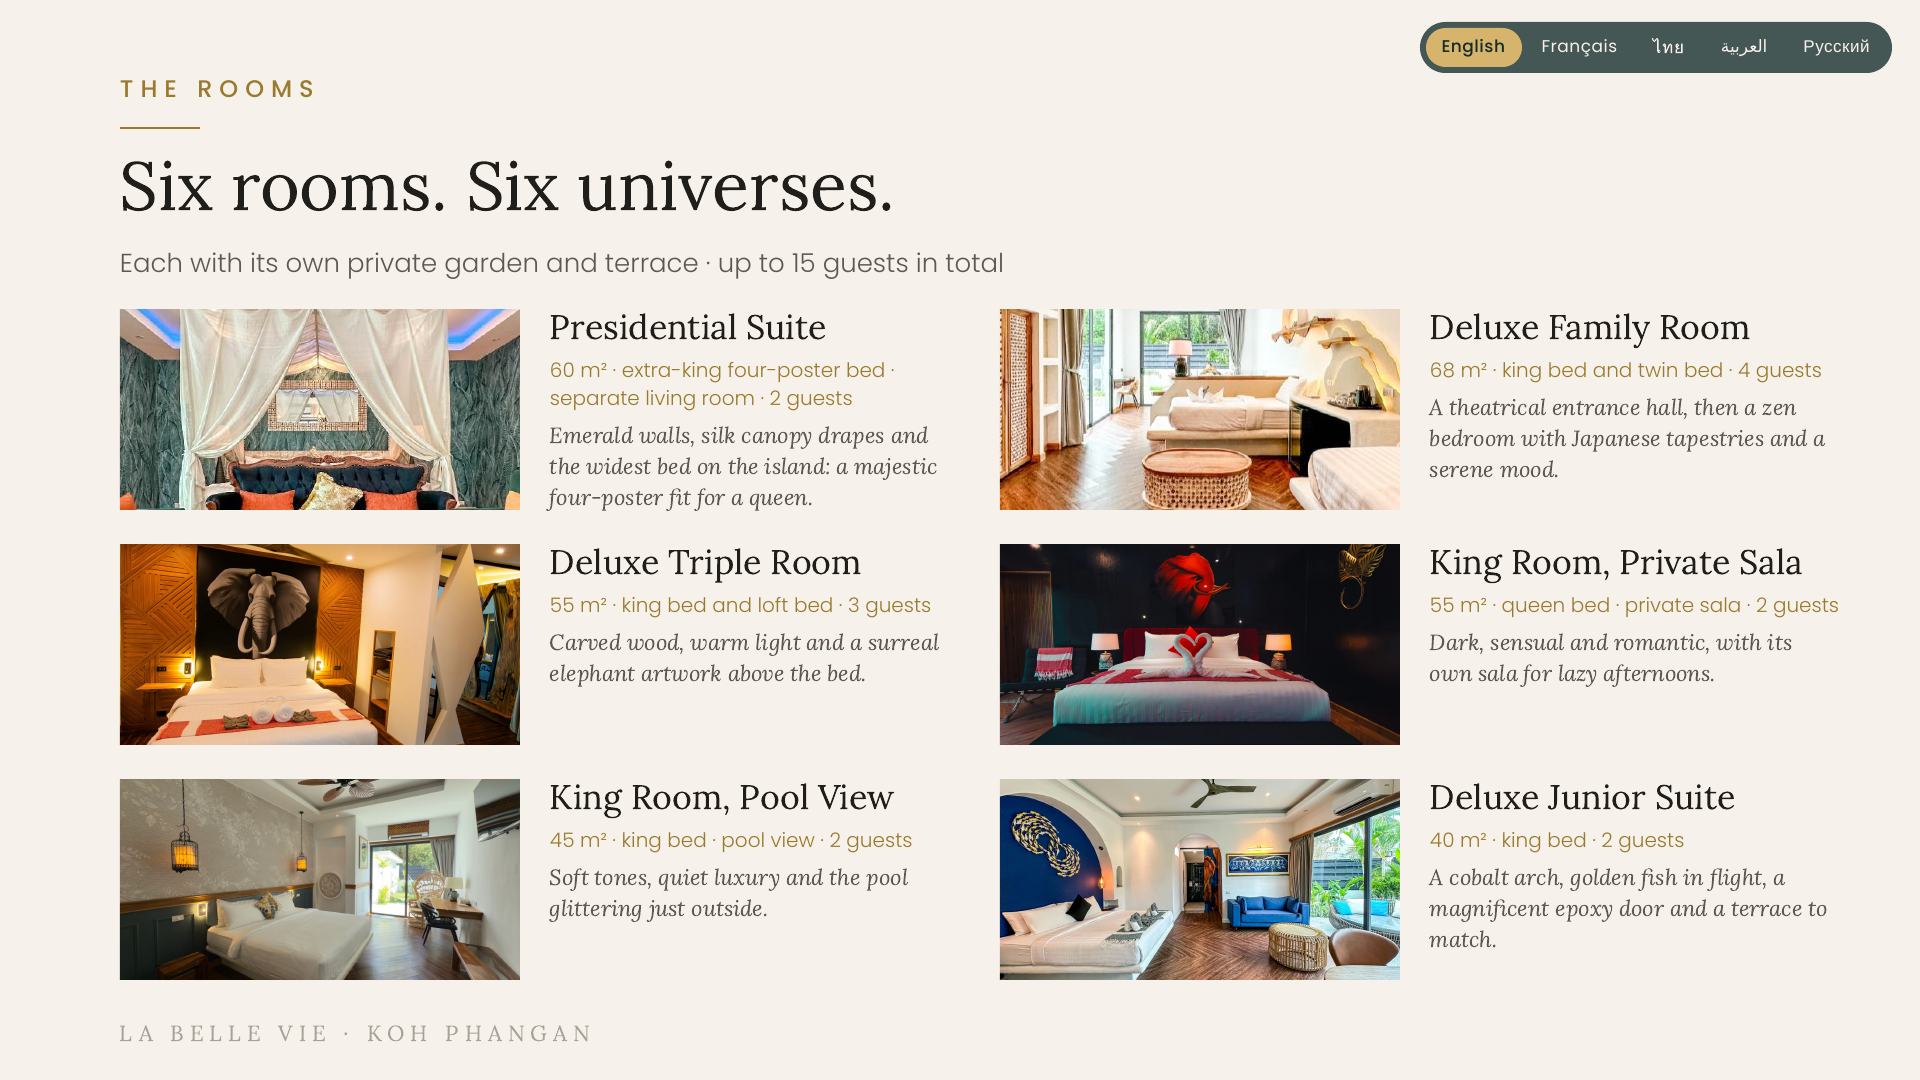 English Français ไทย العربية Русский
THE ROOMS
Six rooms. Six universes.
Each with its own private garden and terrace · up to 15 guests in total
Presidential Suite
60 m² · extra-king four-poster bed ·
separate living room · 2 guests
Emerald walls, silk canopy drapes and
the widest bed on the island: a majestic
four-poster fit for a queen.
Deluxe Family Room
68 m² · king bed and twin bed · 4 guests
A theatrical entrance hall, then a zen
bedroom with Japanese tapestries and a
serene mood.
Deluxe Triple Room
55 m² · king bed and loft bed · 3 guests
Carved wood, warm light and a surreal
elephant artwork above the bed.
King Room, Private Sala
55 m² · queen bed · private sala · 2 guests
Dark, sensual and romantic, with its
own sala for lazy afternoons.
King Room, Pool View
45 m² · king bed · pool view · 2 guests
Soft tones, quiet luxury and the pool
glittering just outside.
Deluxe Junior Suite
40 m² · king bed · 2 guests
A cobalt arch, golden fish in flight, a
magnificent epoxy door and a terrace to
match.
LA BELLE VIE · KOH PHANGAN